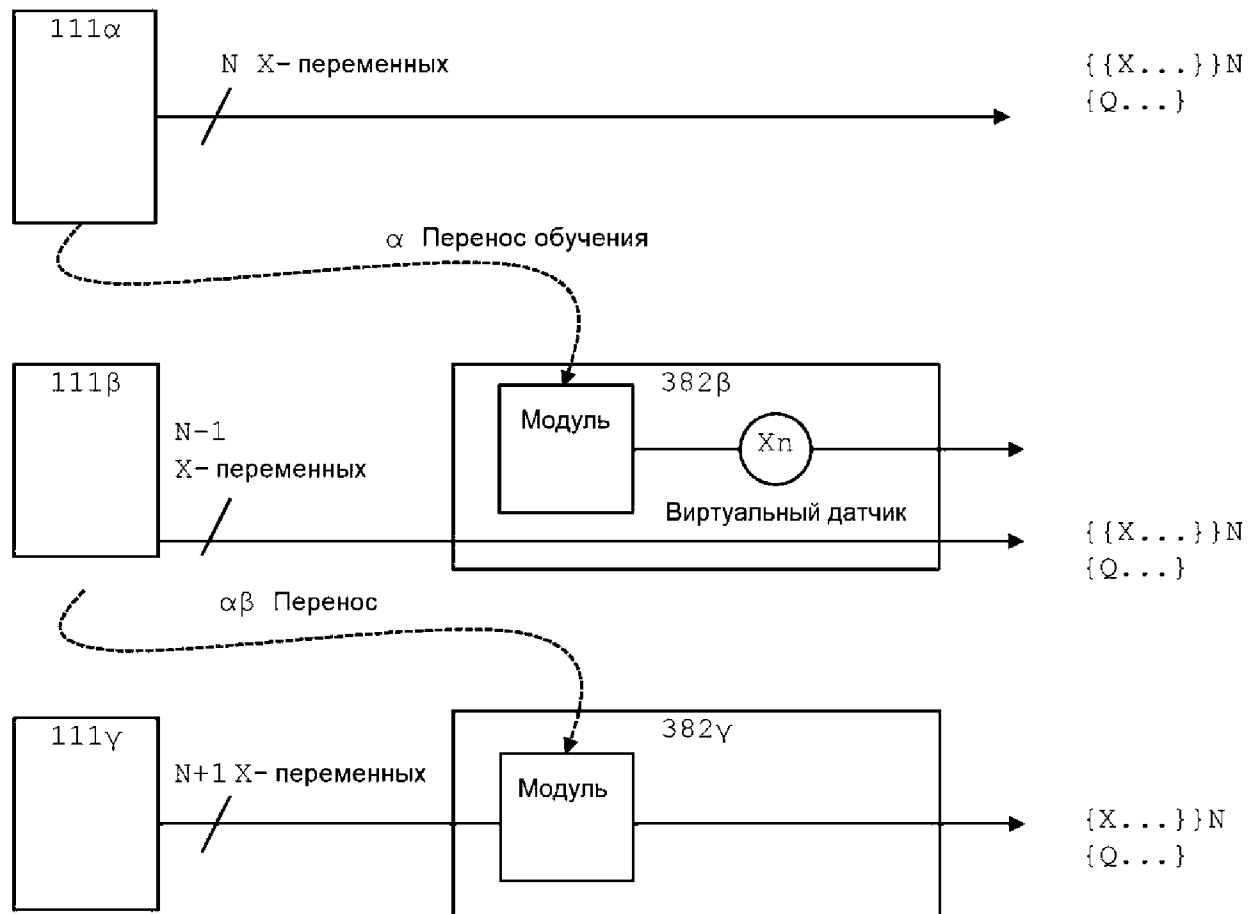 111α
N X- переменных
{{X...}}N
{Q...}
α Перенос обучения
111β
382β
N-1
X- переменных
Модуль
Xn
Виртуальный датчик
{{X...}}N
{Q...}
αβ Перенос
111γ
382γ
N+1 X- переменных
Модуль
{X...}}N
{Q...}